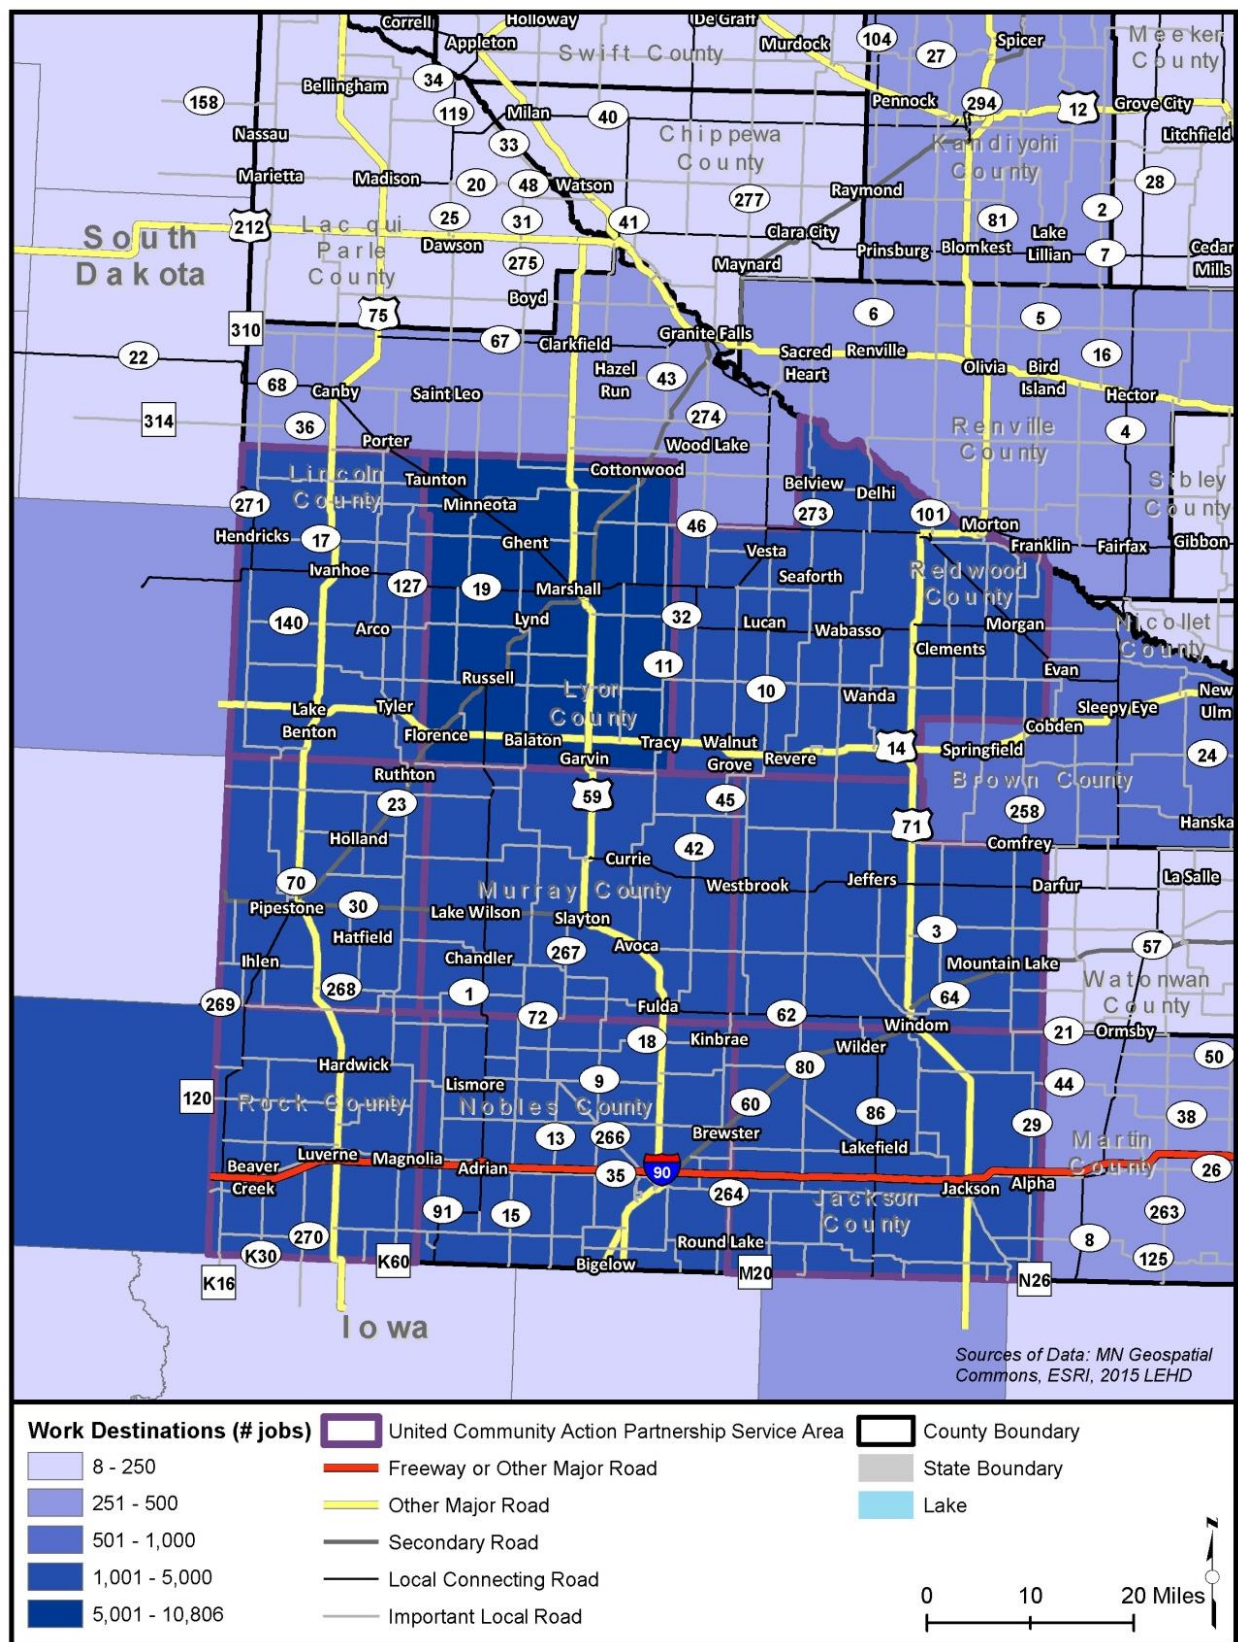 Correll
Holloway
De Graff
Spicer
Meeker
County
Appleton
Murdock
104
27
Swift County
34
Bellingham
158
119
Milan
40
Pennock
294
12
Grove City
Nassau
33
Chippewa
County
Kandiyohi
County
Litchfield
Marietta
Madison
20
48
Watson
277
Raymond
28
2
South
Dakota
212
Lac qui
Parle
County
25
31
41
81
Lake
Lillian
Dawson
Clara City
Prinsburg
Blomkest
7
Cedar
Mills
275
Maynard
Boyd
310
75
6
5
22
67
Clarkfield
Granite Falls
Sacred
Heart
Renville
16
68
Canby
Saint Leo
Hazel
Run
43
Olivia
Bird
Island
Hector
314
36
274
Renville
County
4
Porter
Wood Lake
Lincoln
County
Taunton
Cottonwood
Belview
Delhi
Sibley
County
271
Minneota
273
101
Hendricks
17
Ghent
46
Morton
Vesta
Franklin
Fairfax
Gibbon
Ivanhoe
127
19
Marshall
Seaforth
Redwood
County
140
Arco
Lynd
32
Lucan
Wabasso
Morgan
Nicollet
County
11
Clements
Russell
10
Wanda
Evan
Lyon
County
Lake
Benton
Tyler
Sleepy Eye
New
Ulm
Florence
Balaton
Tracy
Walnut
Grove
Revere
14
Springfield
Cobden
24
Garvin
Ruthton
Brown County
23
59
45
71
258
Hanska
Holland
42
Comfrey
Currie
70
Murray County
Westbrook
Jeffers
Darfur
La Salle
Pipestone
30
Lake Wilson
Slayton
Hatfield
Avoca
3
57
Ihlen
Chandler
267
Mountain Lake
Watonwan
County
269
268
1
Fulda
62
64
72
Windom
21
Ormsby
18
Kinbrae
Wilder
50
Hardwick
80
120
Rock County
Lismore
9
Nobles County
60
86
44
38
13
266
Brewster
Lakefield
29
Martin
County
Beaver
Creek
Luverne
Magnolia
Adrian
35
90
26
264
Jackson
Alpha
91
15
Jackson
County
263
K30
270
Round Lake
8
125
K16
K60
Bigelow
M20
N26
Iowa
Sources of Data: MN Geospatial
Commons, ESRI, 2015 LEHD
Work Destinations (# jobs)
8 - 250
251 - 500
501 - 1,000
1,001 - 5,000
5,001 - 10,806
United Community Action Partnership Service Area
Freeway or Other Major Road
Other Major Road
Secondary Road
Local Connecting Road
Important Local Road
County Boundary
State Boundary
Lake
N
0 10 20 Miles